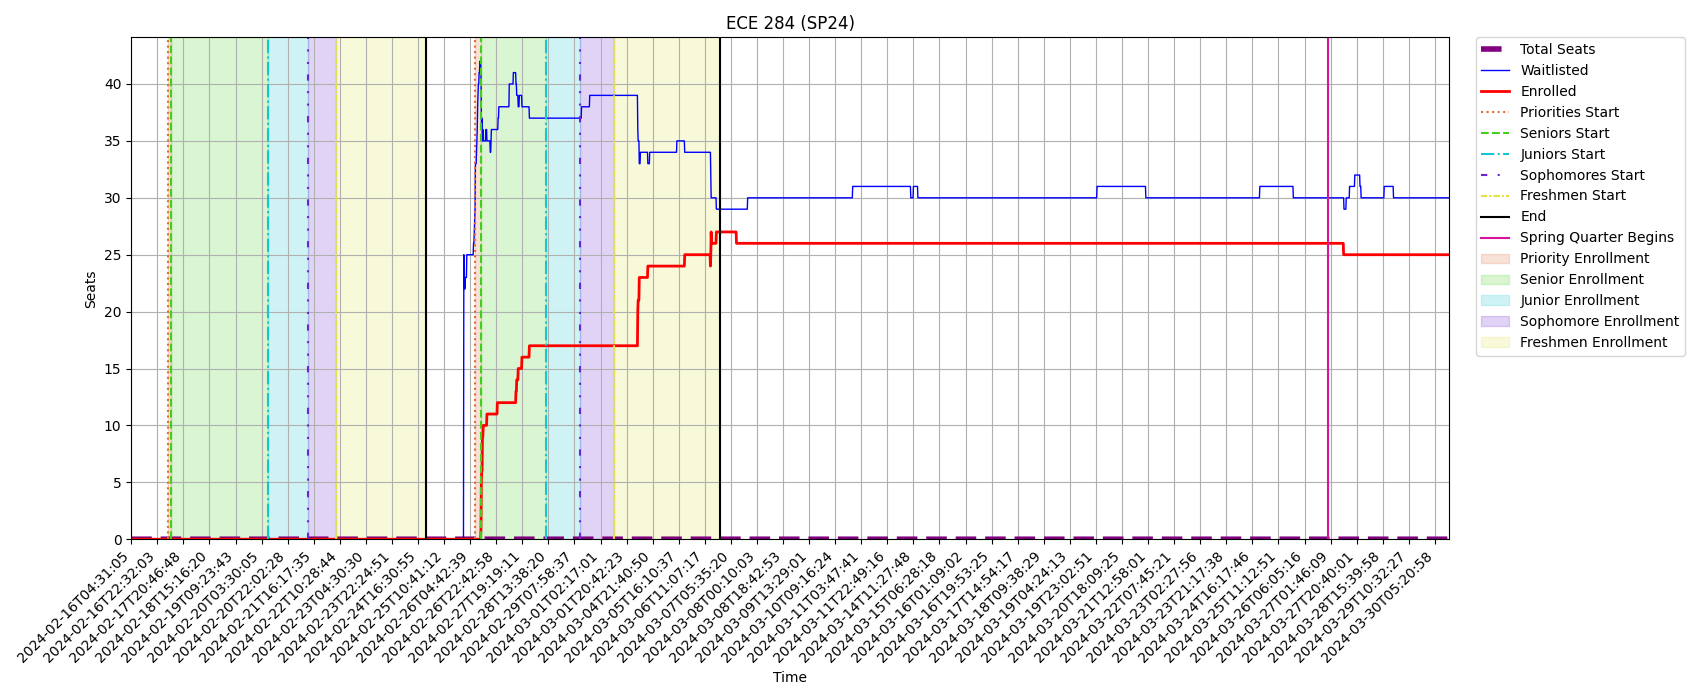 ECE 284 (SP24)
Seats
40
35
30
25
20
15
10
5
0
2024-02-16T04:31:05
2024-02-16T22:32:03
2024-02-17T20:46:48
2024-02-18T15:16:20
2024-02-19T09:23:43
2024-02-20T03:30:05
2024-02-20T22:02:28
2024-02-21T16:17:35
2024-02-22T10:28:44
2024-02-23T04:30:30
2024-02-23T22:24:51
2024-02-24T16:30:55
2024-02-25T10:41:12
2024-02-26T04:42:39
2024-02-26T22:42:58
2024-02-27T19:19:11
2024-02-28T13:38:20
2024-02-29T07:58:37
2024-03-01T02:17:01
2024-03-01T20:42:23
2024-03-04T21:40:50
2024-03-05T16:10:37
2024-03-06T11:07:17
2024-03-07T05:35:20
2024-03-08T00:10:03
2024-03-08T18:42:53
2024-03-09T13:29:01
2024-03-10T09:16:24
2024-03-11T03:47:41
2024-03-11T22:49:16
2024-03-14T11:27:48
2024-03-15T06:28:18
2024-03-16T01:09:02
2024-03-16T19:53:25
2024-03-17T14:54:17
2024-03-18T09:38:29
2024-03-19T04:24:13
2024-03-19T23:02:51
2024-03-20T18:09:25
2024-03-21T12:58:01
2024-03-22T07:45:21
2024-03-23T02:27:56
2024-03-23T21:17:38
2024-03-24T16:17:46
2024-03-25T11:12:51
2024-03-26T06:05:16
2024-03-27T01:46:09
2024-03-27T20:40:01
2024-03-28T15:39:58
2024-03-29T10:32:27
2024-03-30T05:20:58
Time
Total Seats
Waitlisted
Enrolled
Priorities Start
Seniors Start
Juniors Start
Sophomores Start
Freshmen Start
End
Spring Quarter Begins
Priority Enrollment
Senior Enrollment
Junior Enrollment
Sophomore Enrollment
Freshmen Enrollment